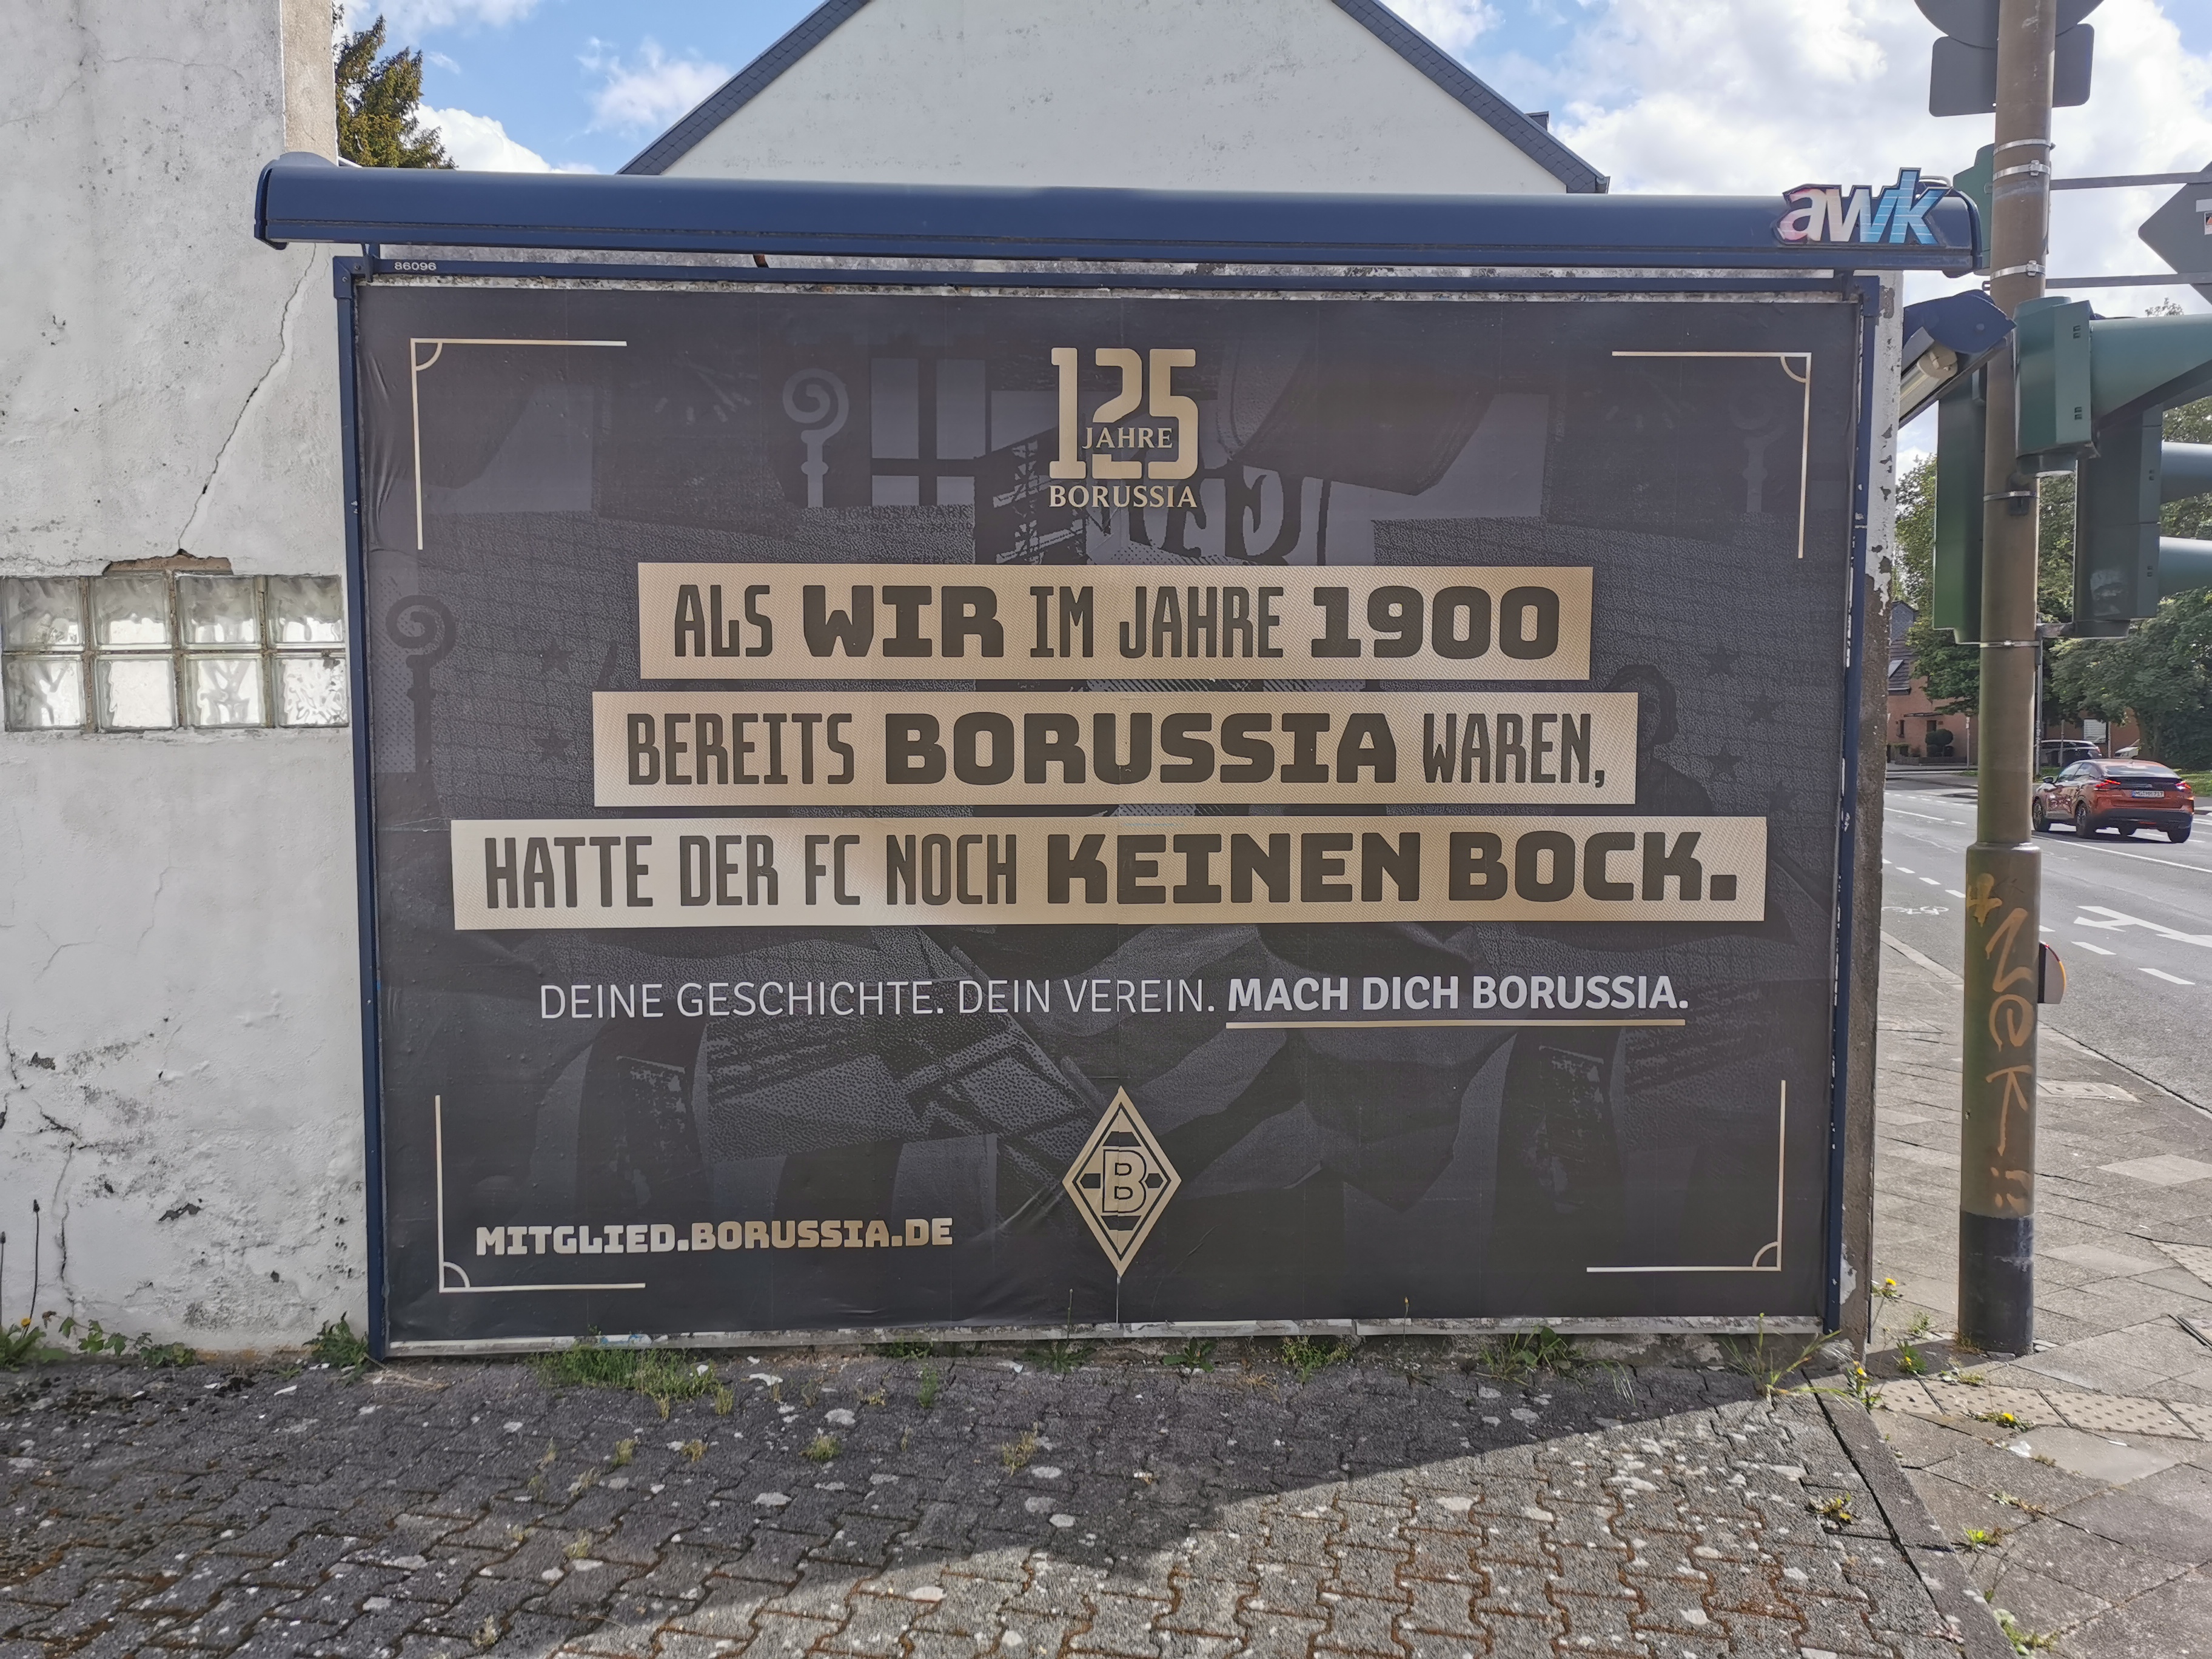 awk
86096
125
JAHRE
BORUSSIA
ALS WIR IM JAHRE 1900
BEREITS BORUSSIA WAREN,
HATTE DER FC NOCH KEINEN BOCK.
DEINE GESCHICHTE. DEIN VEREIN. MACH DICH BORUSSIA.
B
MITGLIED.BORUSSIA.DE